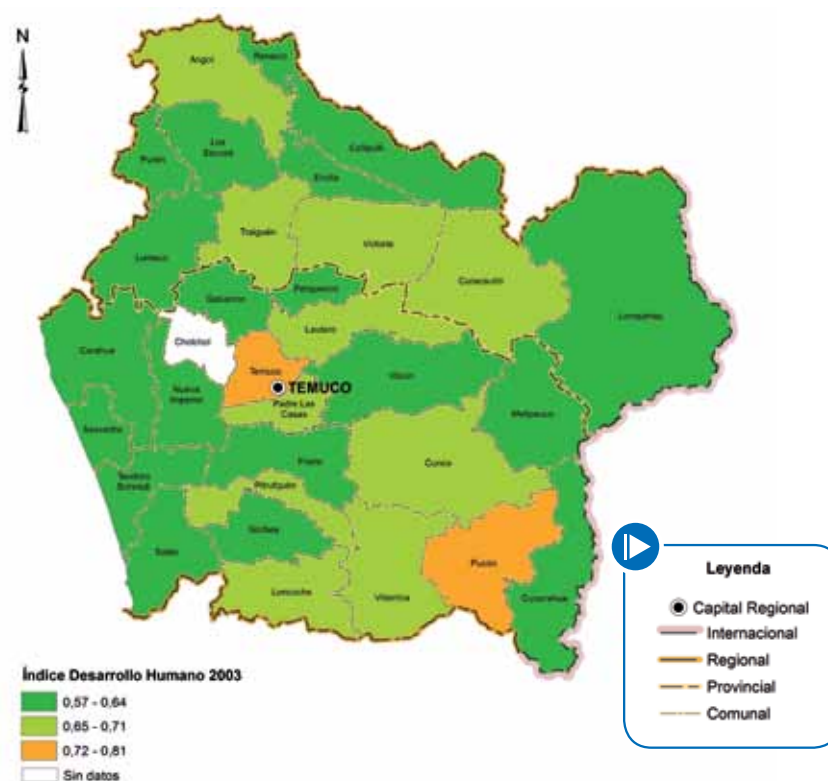 N
Angol
Renaico
Collipulli
Los Sauces
Purén
Ercilla
Traiguén
Victoria
Lumaco
Curacautín
Lonquimay
Galvarino
Perquenco
Lautaro
Carahue
Cholchol
Temuco
TEMUCO
Vilcún
Nueva Imperial
Padre Las Casas
Melipeuco
Saavedra
Freire
Cunco
Teodoro Schmidt
Pitrufquén
Gorbea
Toltén
Pucón
Loncoche
Villarrica
Curarrehue
Leyenda
Capital Regional
Internacional
Regional
Provincial
Comunal
Índice Desarrollo Humano 2003
0,57 - 0,64
0,65 - 0,71
0,72 - 0,81
Sin datos